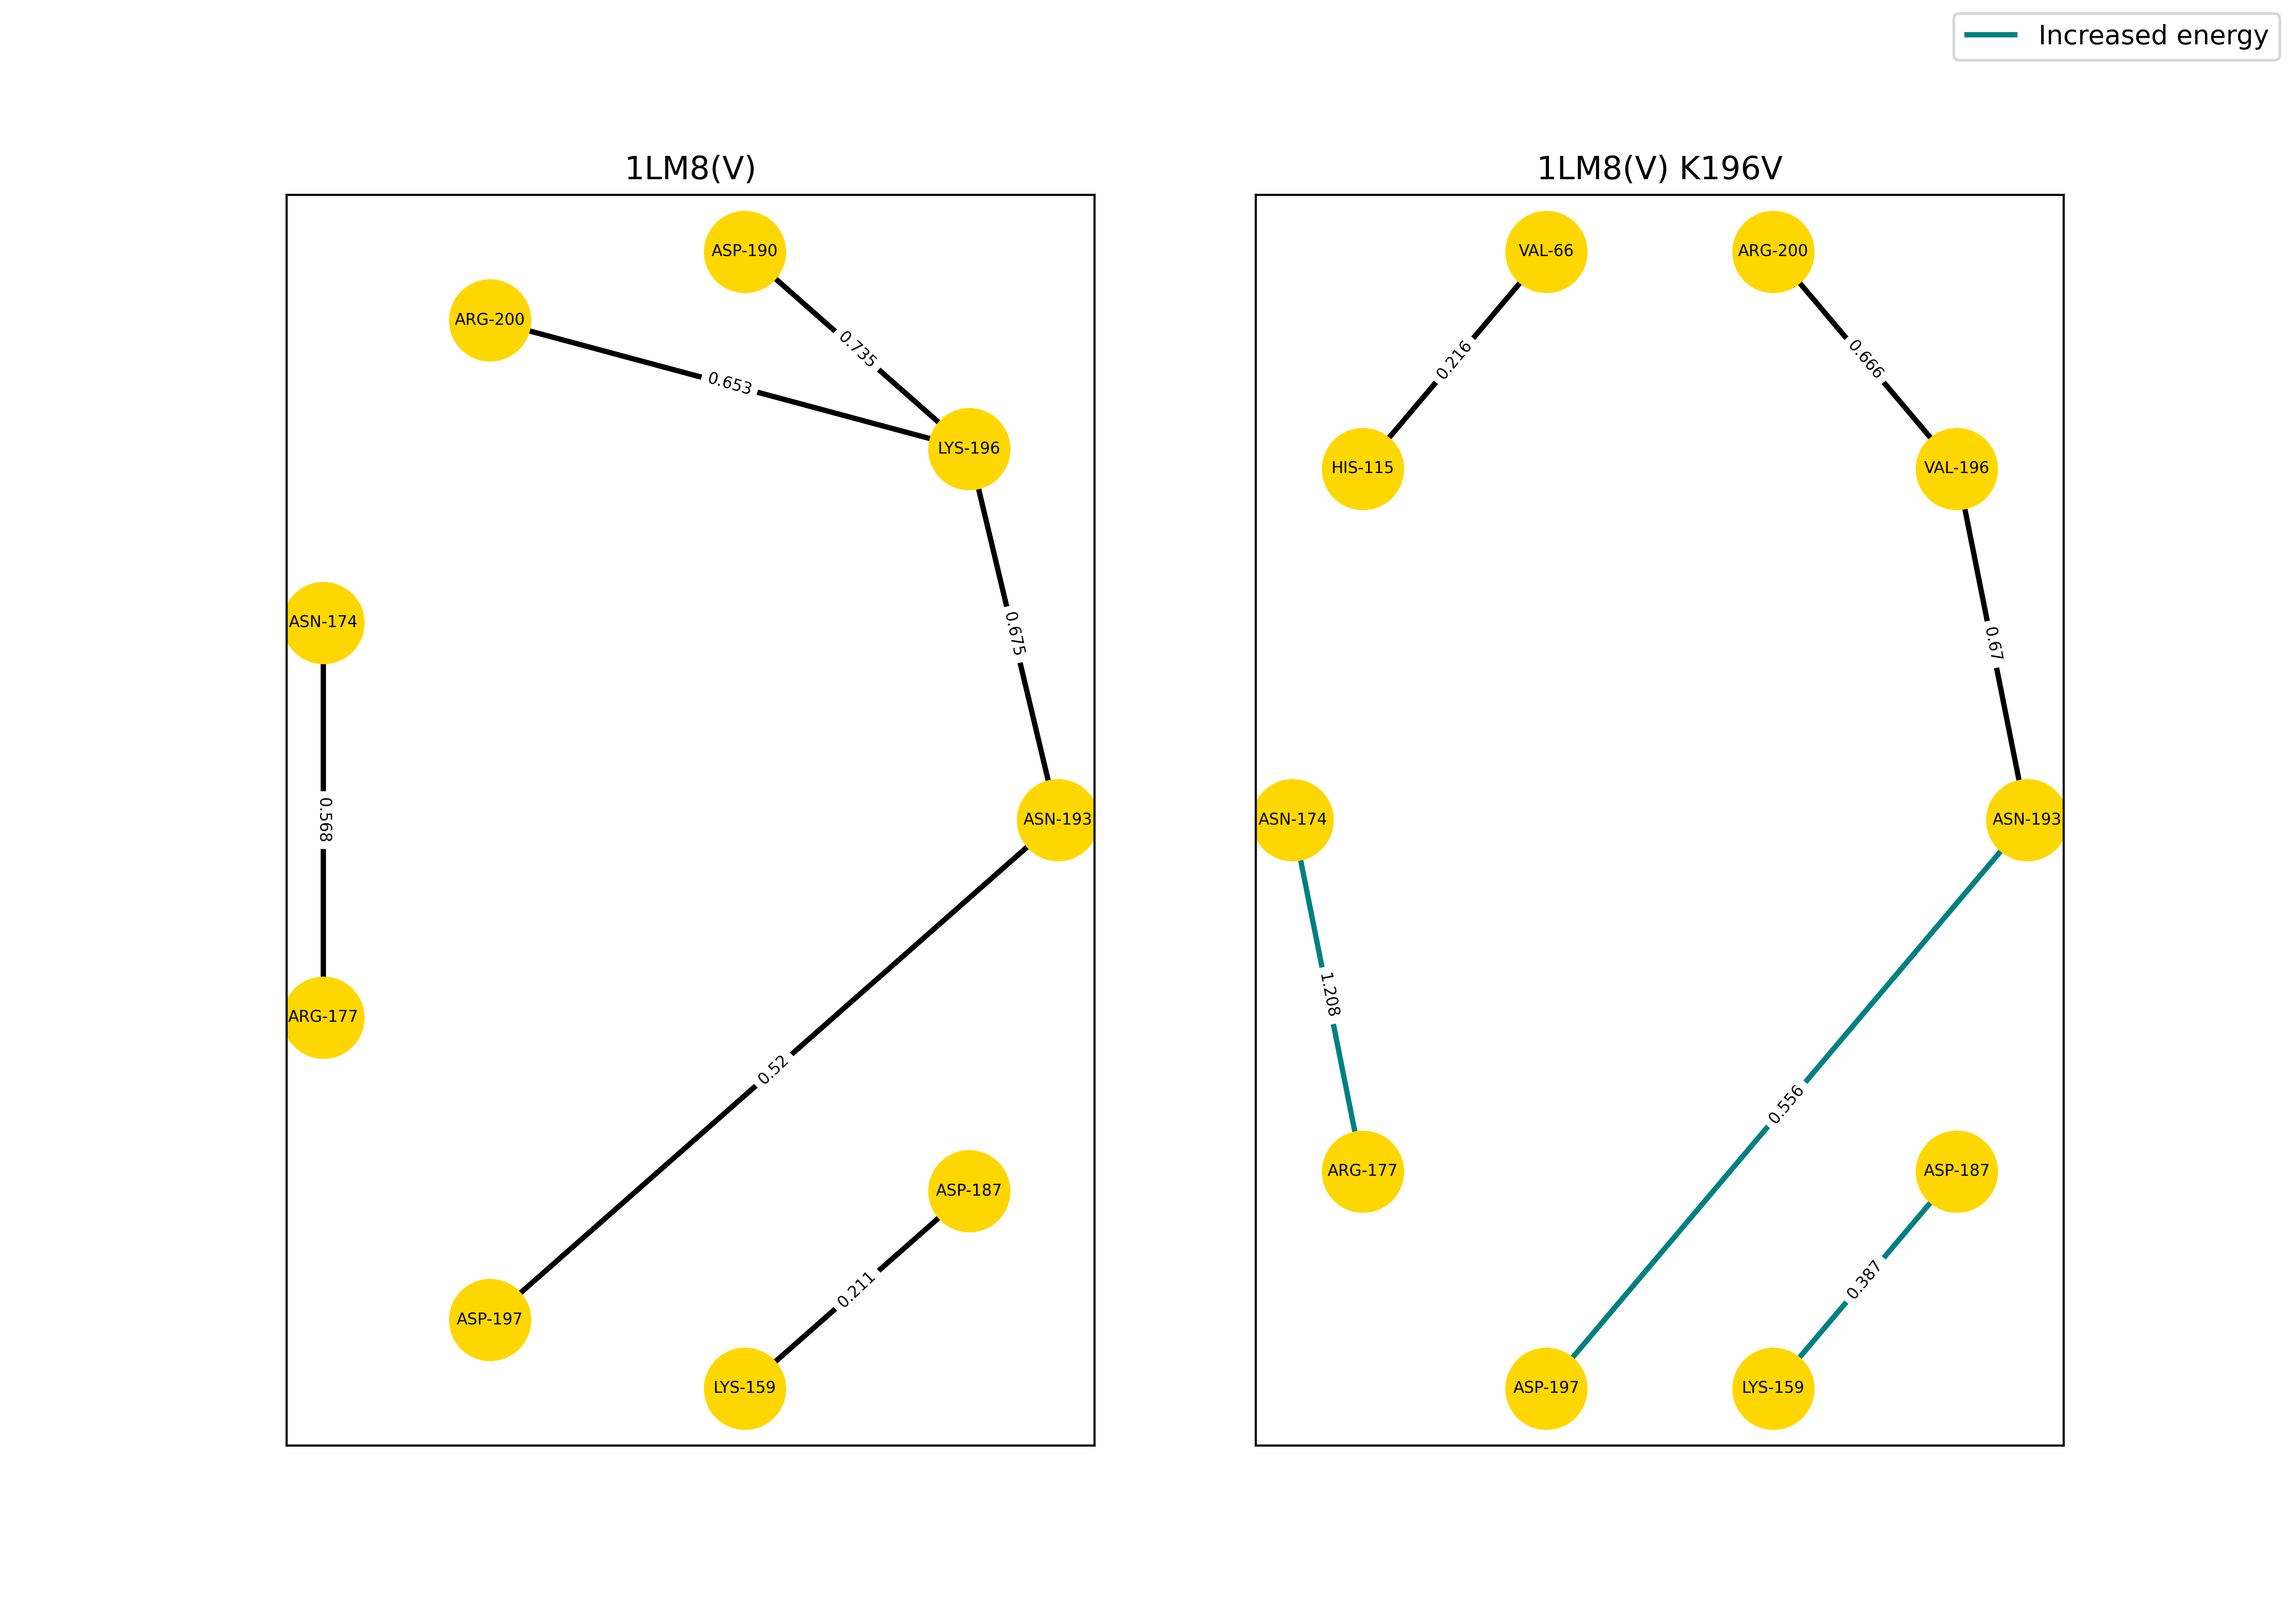 Increased energy
1LM8(V)
ASP-190
ARG-200
0.735
0.653
LYS-196
ASN-174
0.675
0.568
ASN-193
ARG-177
0.52
ASP-187
0.211
ASP-197
LYS-159
1LM8(V) K196V
VAL-66
ARG-200
0.216
0.666
HIS-115
VAL-196
0.67
ASN-174
ASN-193
1.208
0.556
ARG-177
ASP-187
0.387
ASP-197
LYS-159